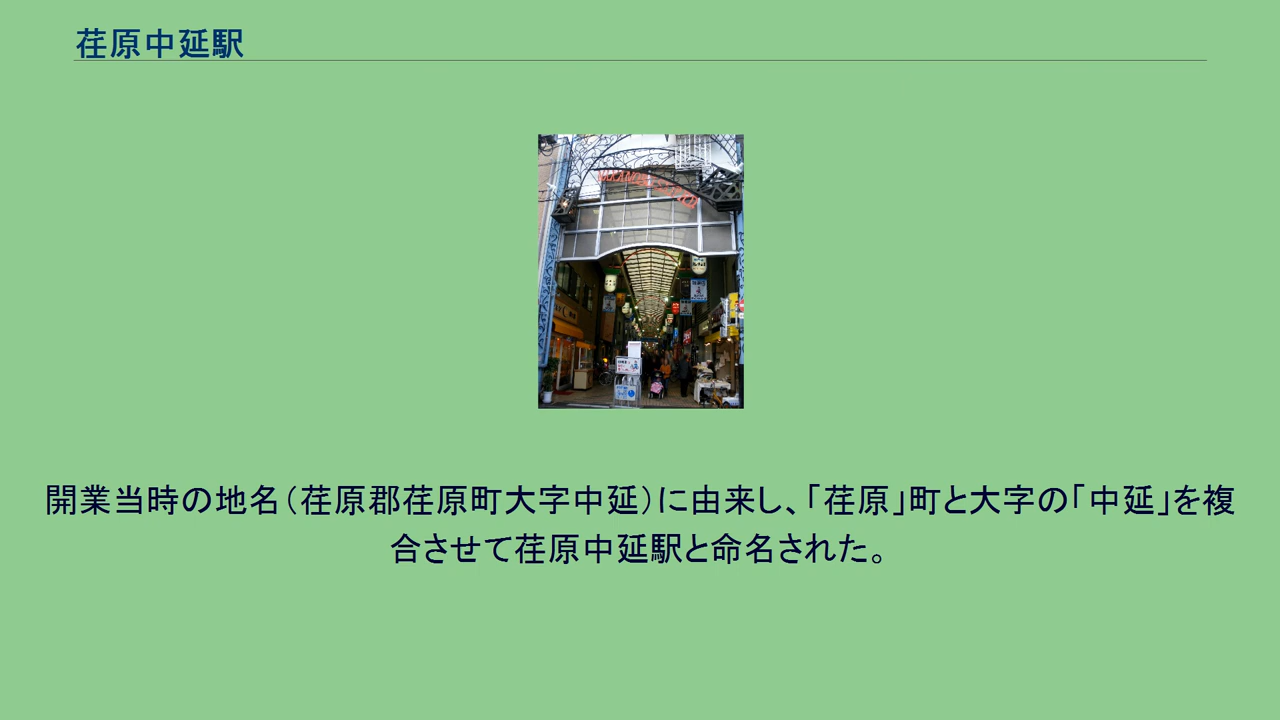 荏原中延駅
開業当時の地名（荏原郡荏原町大字中延）に由来し、「荏原」町と大字の「中延」を複
合させて荏原中延駅と命名された。